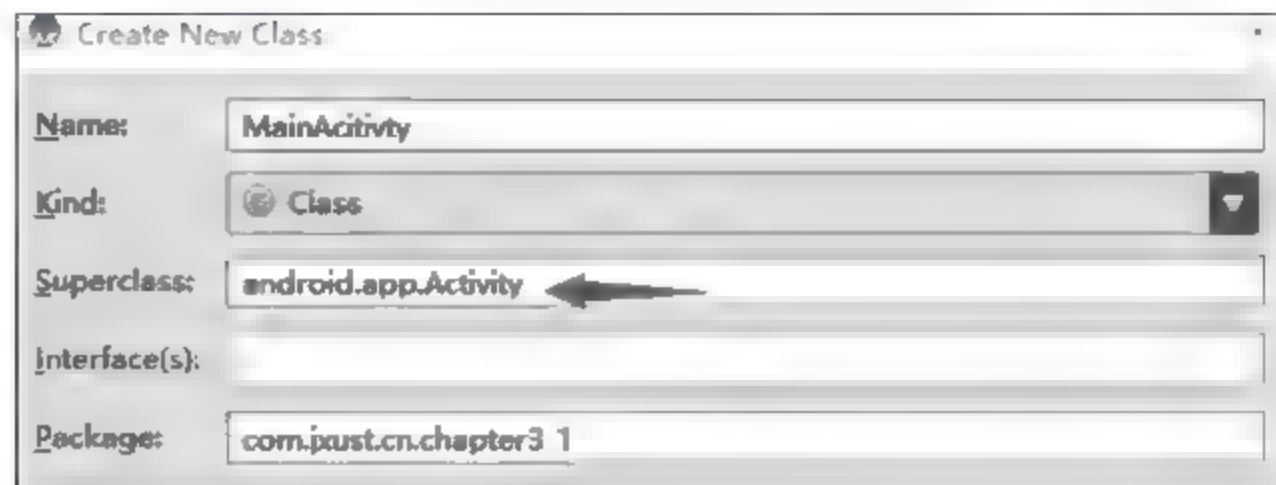 Create New Class
Name: MainAcitivty
Kind: Class
Superclass: android.app.Activity
Interface(s):
Package: com.jxust.cn.chapter3 1